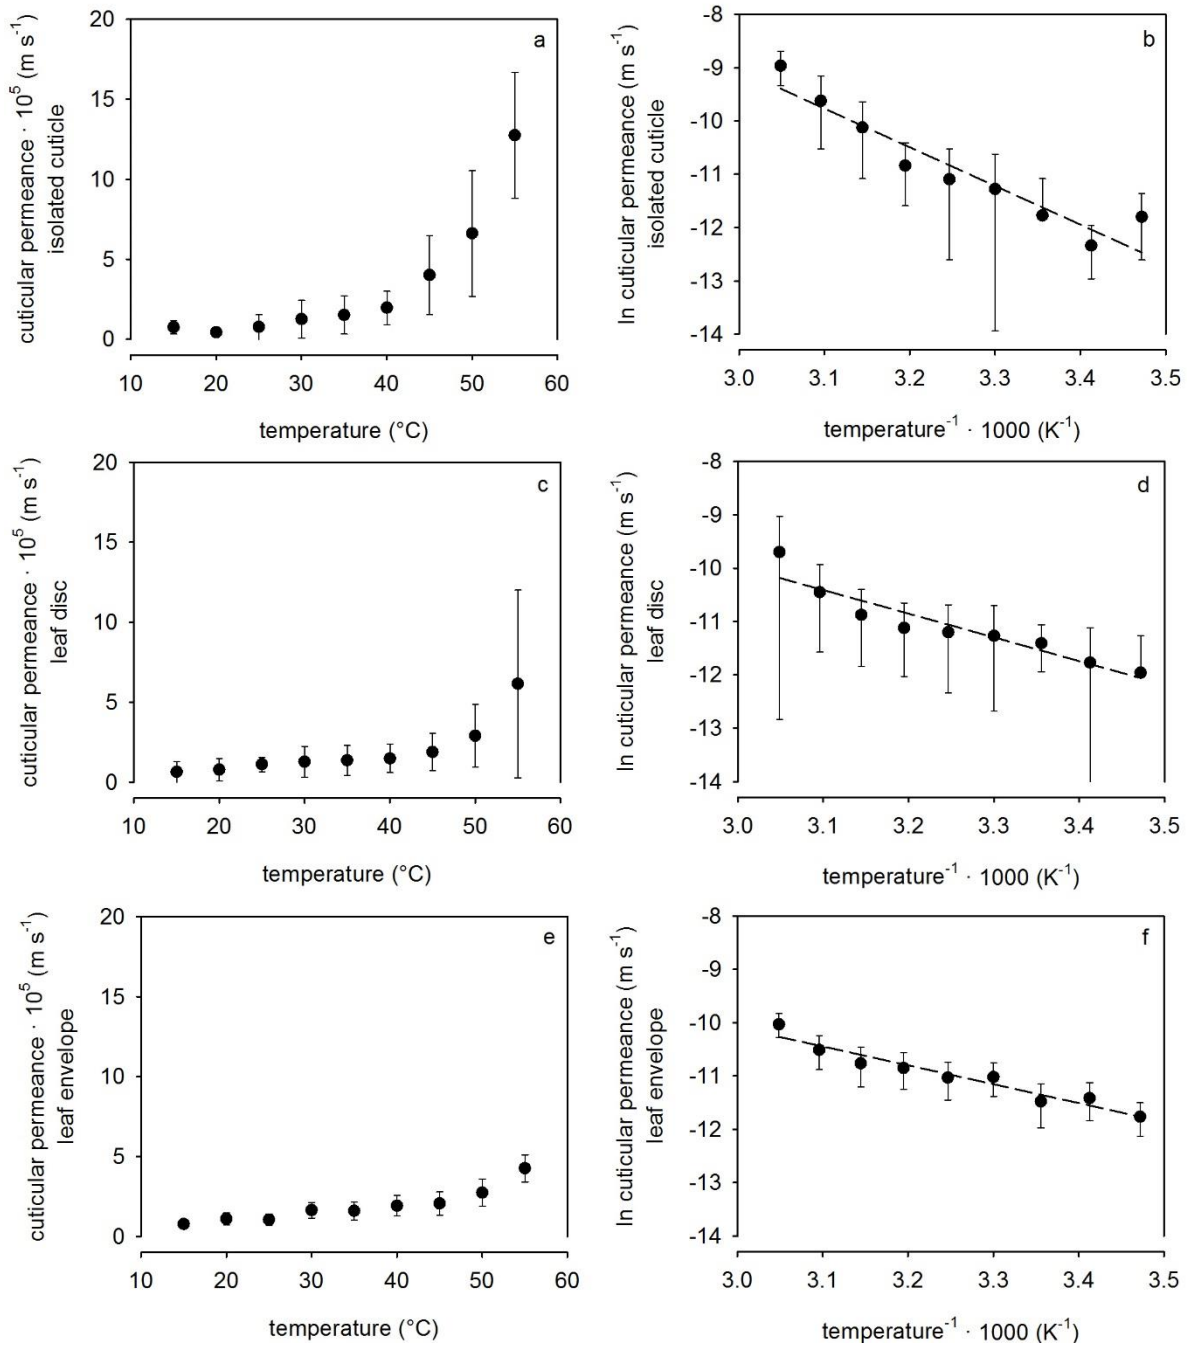 cuticular permeance · 10⁵ (m s⁻¹)
isolated cuticle
20
15
10
5
0
a
10 20 30 40 50 60
temperature (°C)
ln cuticular permeance (m s⁻¹)
isolated cuticle
-8
-9
-10
-11
-12
-13
-14
b
3.0 3.1 3.2 3.3 3.4 3.5
temperature⁻¹ · 1000 (K⁻¹)
cuticular permeance · 10⁵ (m s⁻¹)
leaf disc
20
15
10
5
0
c
10 20 30 40 50 60
temperature (°C)
ln cuticular permeance (m s⁻¹)
leaf disc
-8
-9
-10
-11
-12
-13
-14
d
3.0 3.1 3.2 3.3 3.4 3.5
temperature⁻¹ · 1000 (K⁻¹)
cuticular permeance · 10⁵ (m s⁻¹)
leaf envelope
20
15
10
5
0
e
10 20 30 40 50 60
temperature (°C)
ln cuticular permeance (m s⁻¹)
leaf envelope
-8
-9
-10
-11
-12
-13
-14
f
3.0 3.1 3.2 3.3 3.4 3.5
temperature⁻¹ · 1000 (K⁻¹)